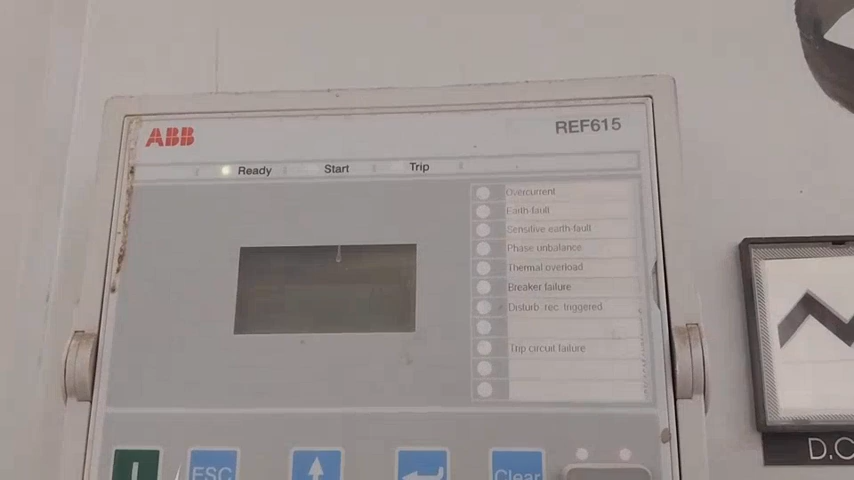 ABB
REF615
Ready Start Trip
Overcurrent
Earth-fault
Sensitive earth-fault
Phase unbalance
Thermal overload
Breaker failure
Disturb. rec. triggered
Trip circuit failure
I ESC Clear
D.C